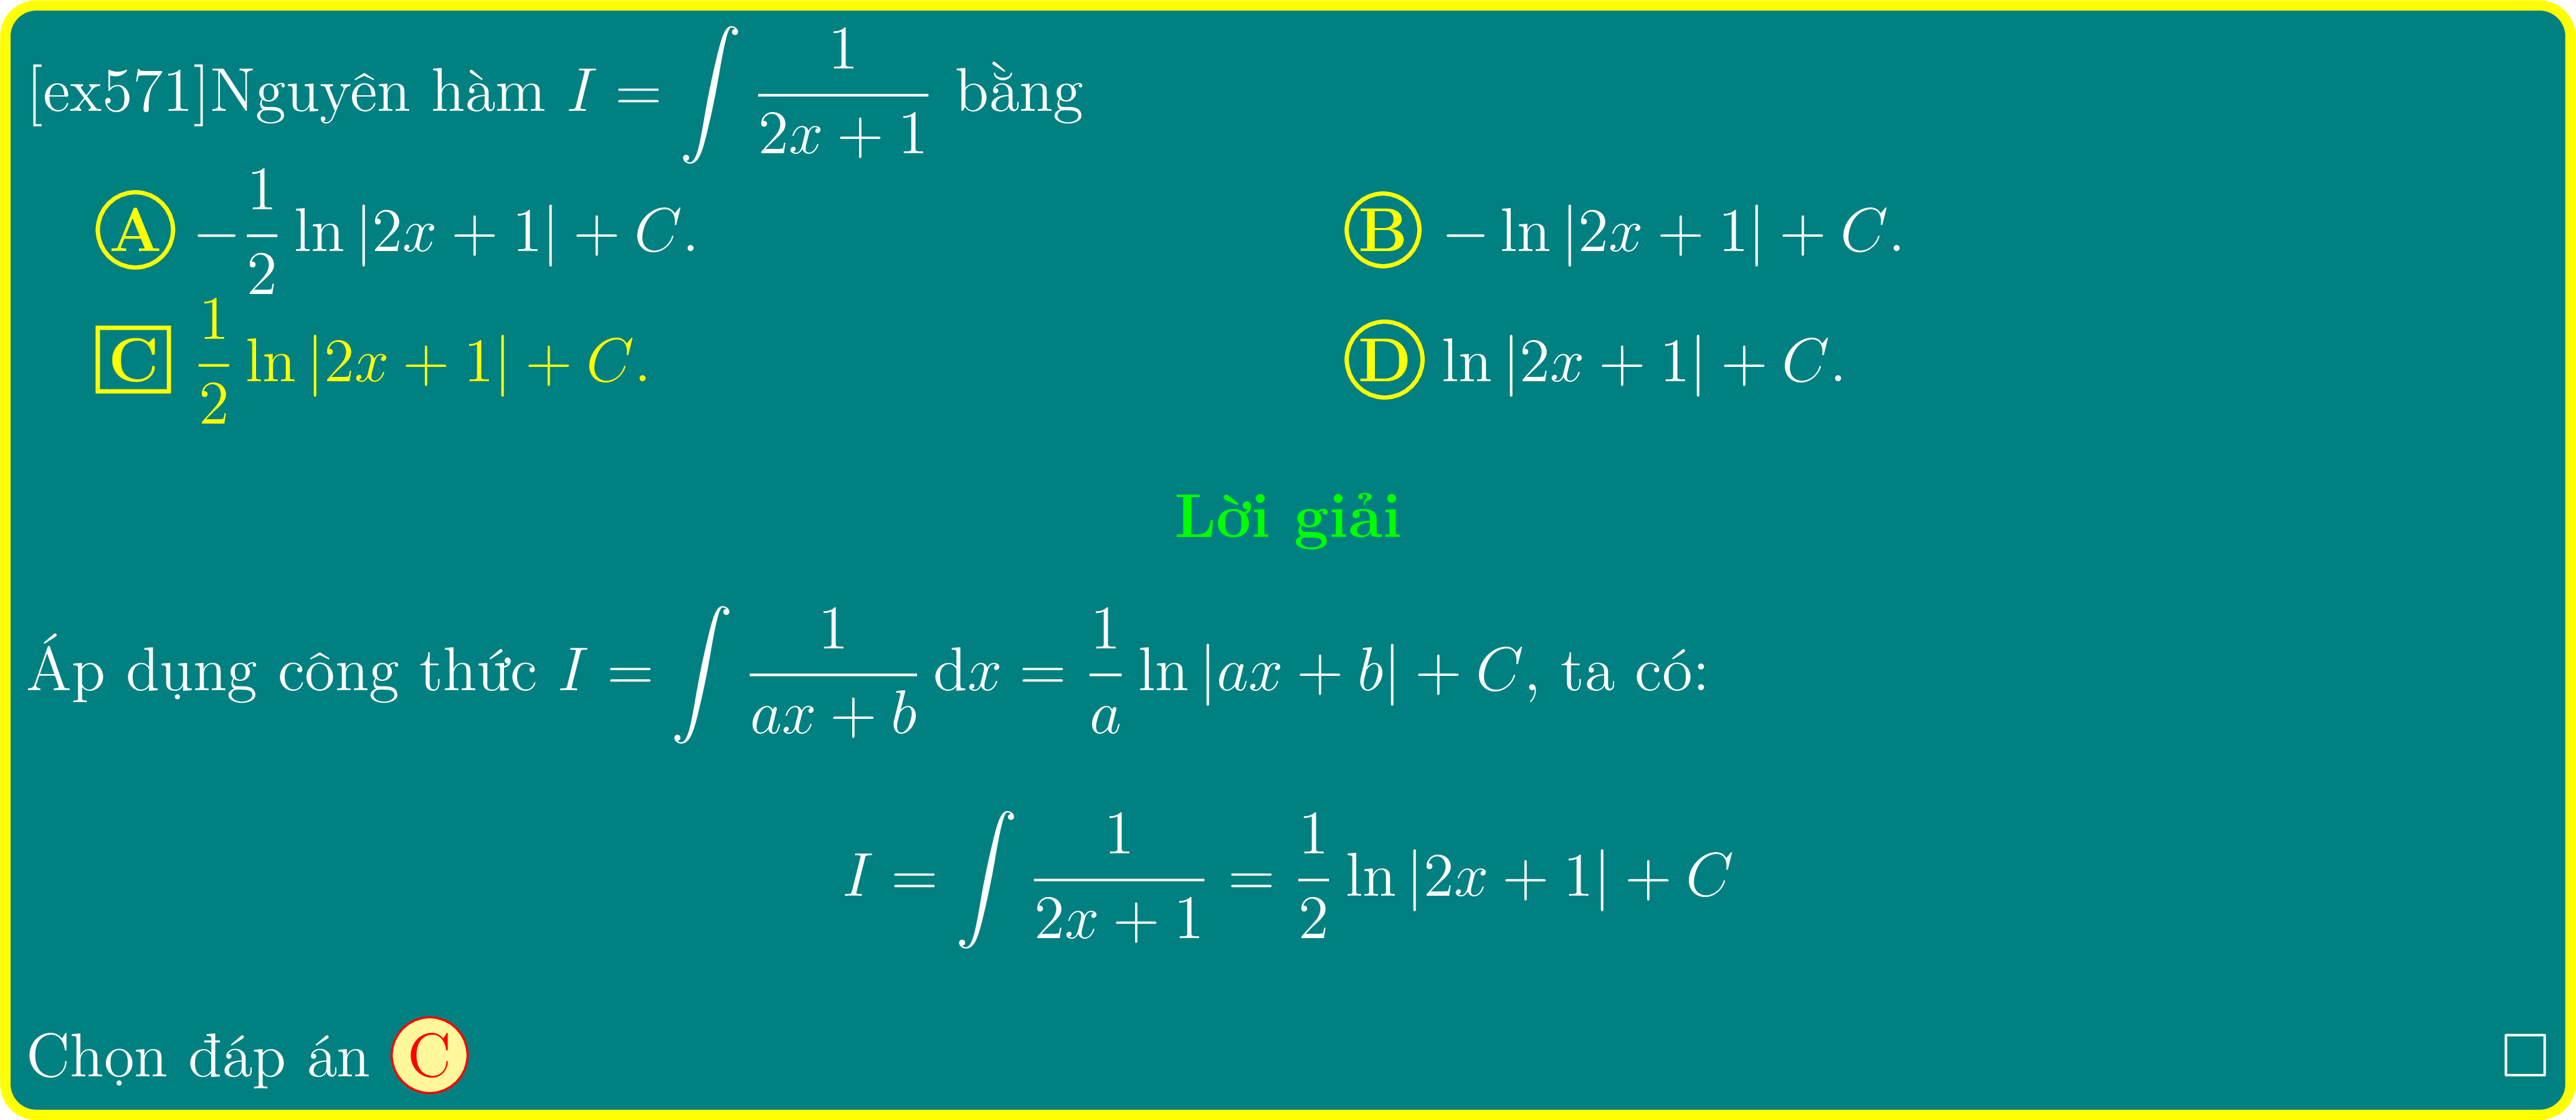 [ex571]Nguyên hàm $I = \int \frac{1}{2x+1}$ bằng
A $-\frac{1}{2}\ln|2x+1|+C.$ B $-\ln|2x+1|+C.$
C $\frac{1}{2}\ln|2x+1|+C.$ D $\ln|2x+1|+C.$
Lời giải
Áp dụng công thức $I = \int \frac{1}{ax+b}\,\mathrm{d}x = \frac{1}{a}\ln|ax+b|+C$, ta có:
$I = \int \frac{1}{2x+1} = \frac{1}{2}\ln|2x+1|+C$
Chọn đáp án C □